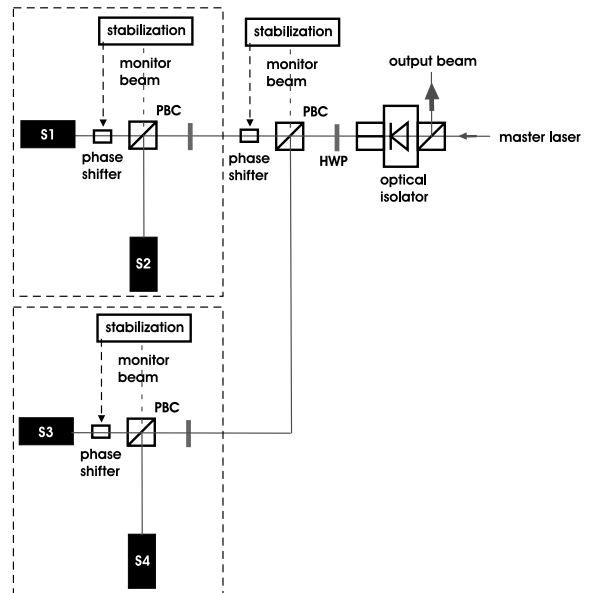 stabilization
monitor
beam
PBC
S1
phase
shifter
S2
stabilization
monitor
beam
PBC
phase
shifter
HWP
output beam
master laser
optical
isolator
stabilization
monitor
beam
PBC
S3
phase
shifter
S4